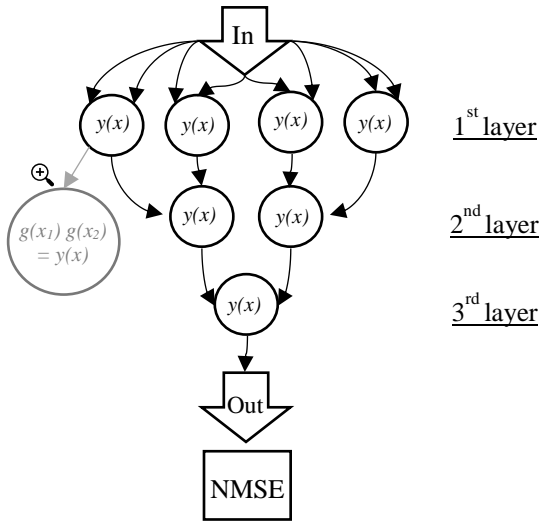 In
y(x) y(x) y(x) y(x) 1st layer
g(x1) g(x2)
= y(x)
y(x) y(x) 2nd layer
y(x) 3rd layer
Out
NMSE